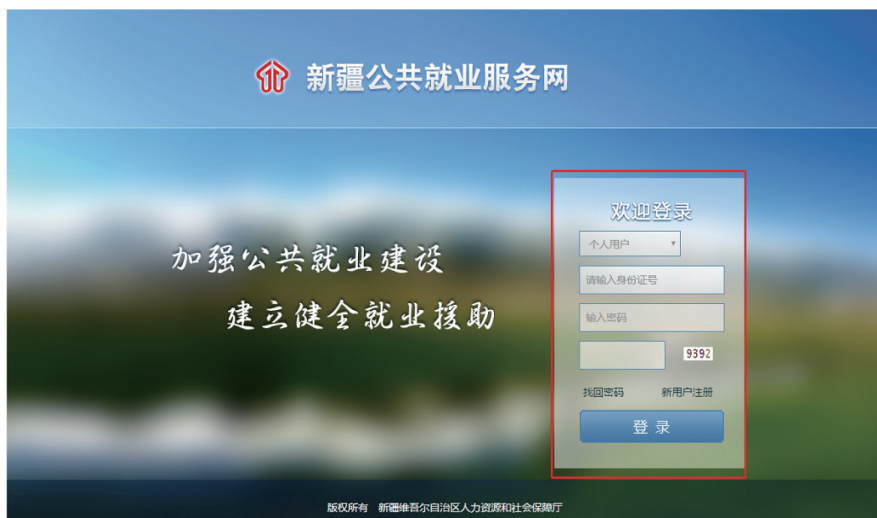 新疆公共就业服务网
加强公共就业建设
建立健全就业援助
欢迎登录
个人用户
请输入身份证号
输入密码
9392
找回密码 新用户注册
登 录
版权所有 新疆维吾尔自治区人力资源和社会保障厅